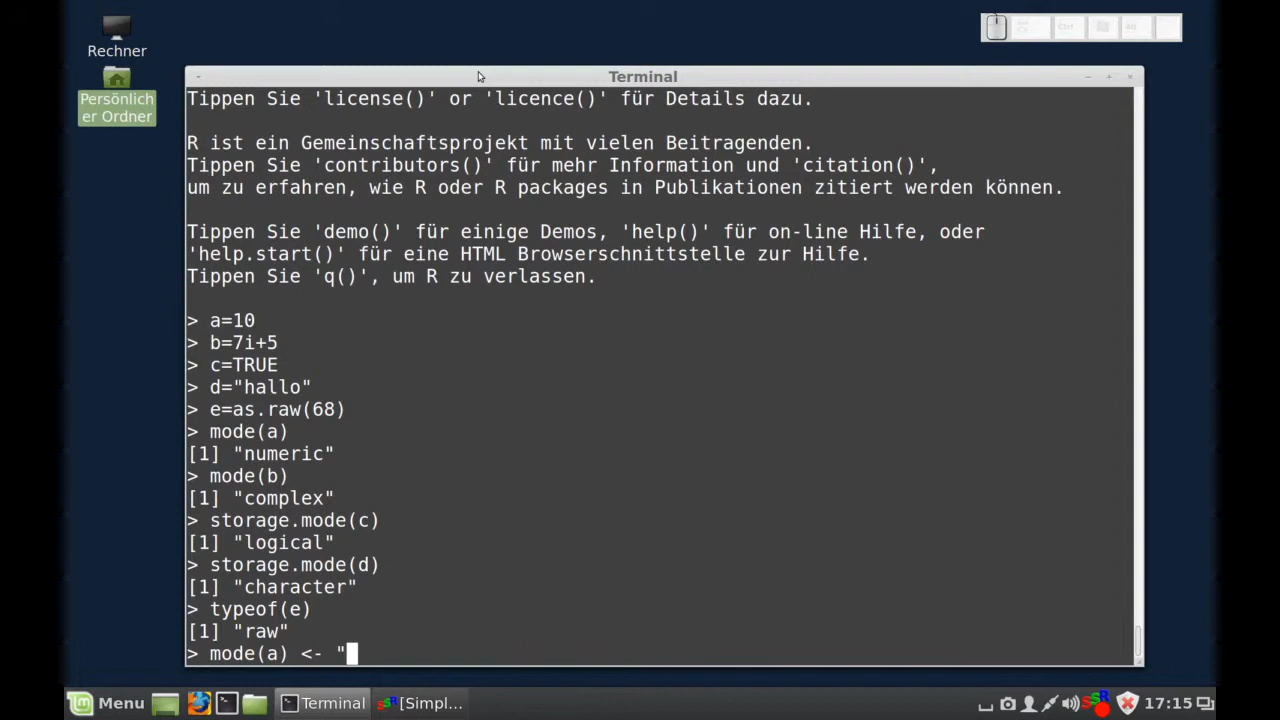 Rechner
Persönlich
er Ordner
Terminal
Tippen Sie 'license()' or 'licence()' für Details dazu.
R ist ein Gemeinschaftsprojekt mit vielen Beitragenden.
Tippen Sie 'contributors()' für mehr Information und 'citation()',
um zu erfahren, wie R oder R packages in Publikationen zitiert werden können.
Tippen Sie 'demo()' für einige Demos, 'help()' für on-line Hilfe, oder
'help.start()' für eine HTML Browserschnittstelle zur Hilfe.
Tippen Sie 'q()', um R zu verlassen.
> a=10
> b=7i+5
> c=TRUE
> d="hallo"
> e=as.raw(68)
> mode(a)
[1] "numeric"
> mode(b)
[1] "complex"
> storage.mode(c)
[1] "logical"
> storage.mode(d)
[1] "character"
> typeof(e)
[1] "raw"
> mode(a) <- "
Menu
Terminal
[Simpl...
17:15